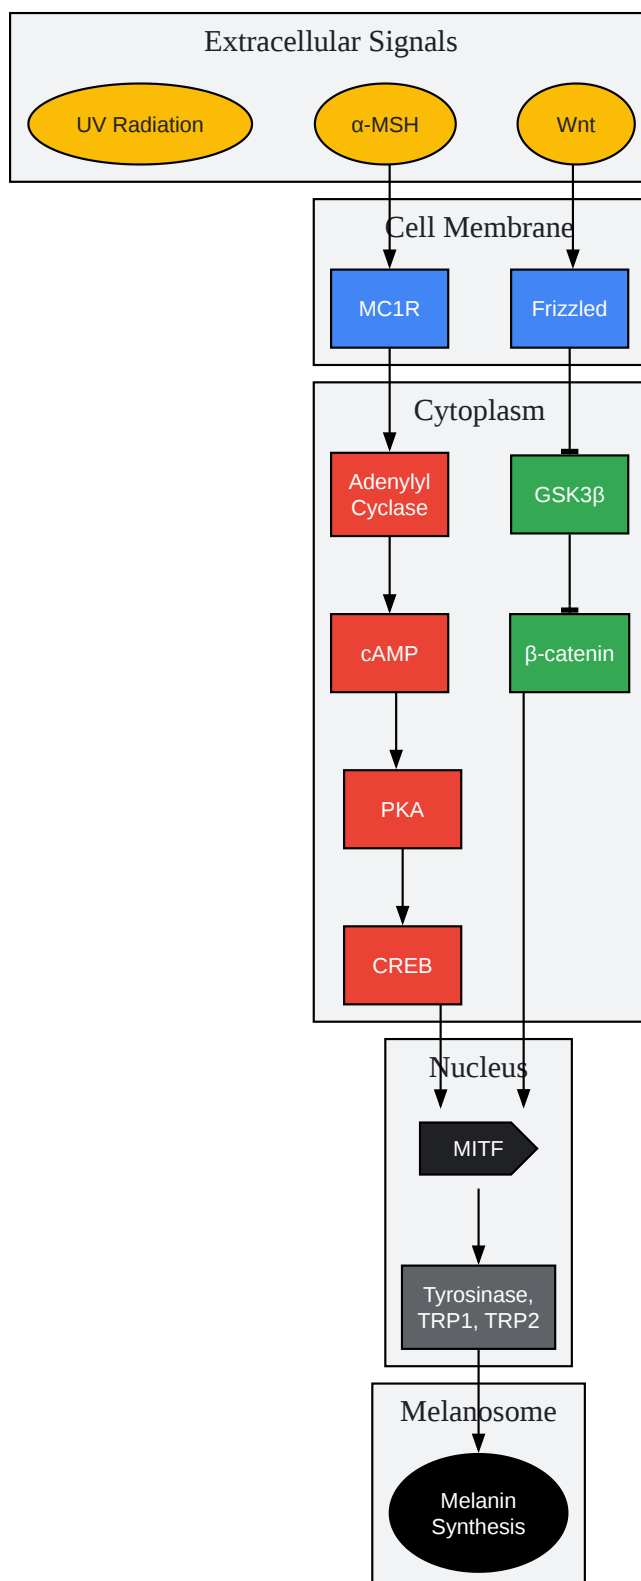 Extracellular Signals
UV Radiation
α-MSH
Wnt
Cell Membrane
MC1R
Frizzled
Cytoplasm
Adenylyl
Cyclase
GSK3β
cAMP
β-catenin
PKA
CREB
Nucleus
MITF
Tyrosinase,
TRP1, TRP2
Melanosome
Melanin
Synthesis